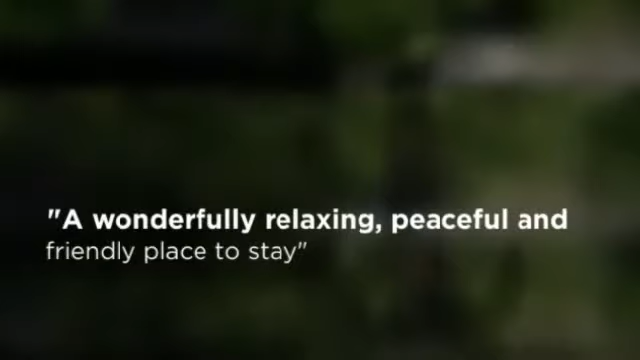 "A wonderfully relaxing, peaceful and
friendly place to stay"